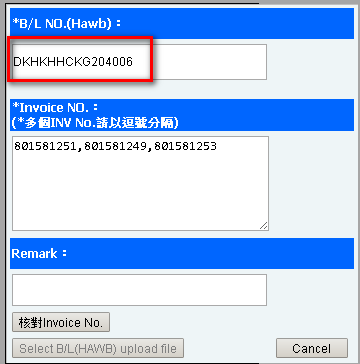 *B/L NO.(Hawb)：
DKHKHHCKG204006
*Invoice NO.：
(*多個INV No.請以逗號分隔)
801581251,801581249,801581253
Remark：
核對Invoice No.
Select B/L(HAWB) upload file
Cancel